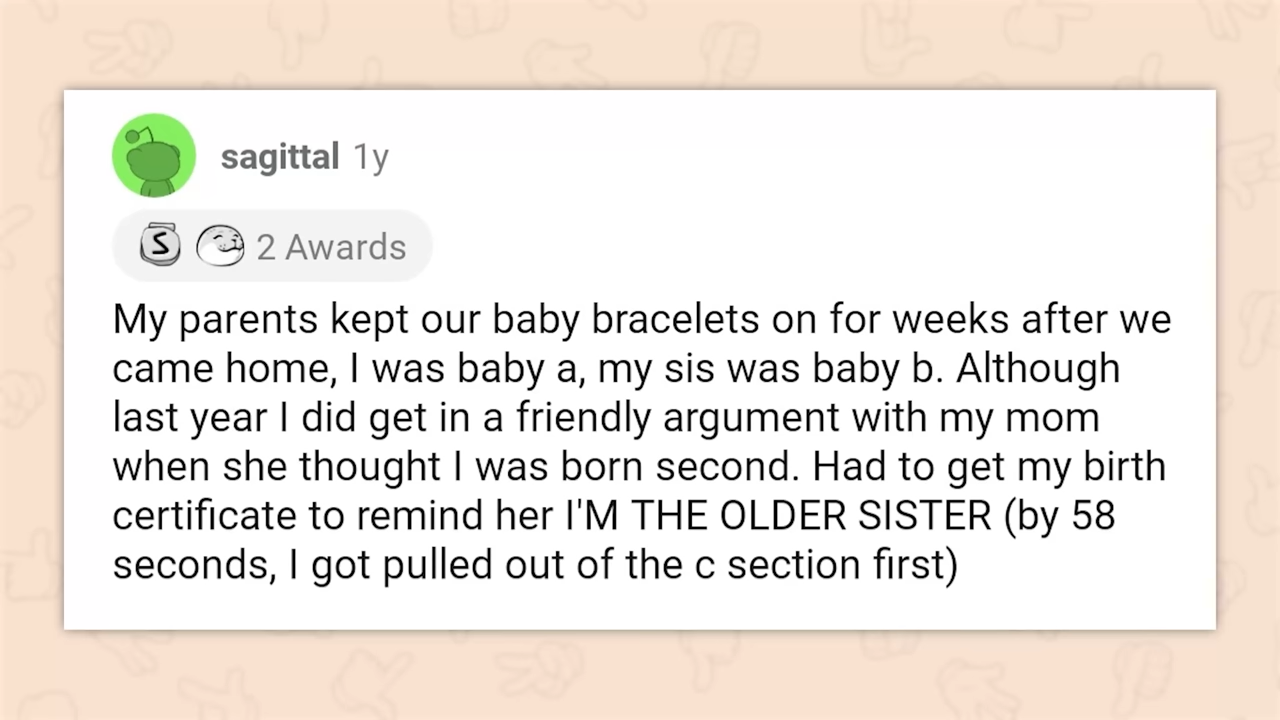 sagittal 1y
S 2 Awards
My parents kept our baby bracelets on for weeks after we
came home, I was baby a, my sis was baby b. Although
last year I did get in a friendly argument with my mom
when she thought I was born second. Had to get my birth
certificate to remind her I'M THE OLDER SISTER (by 58
seconds, I got pulled out of the c section first)